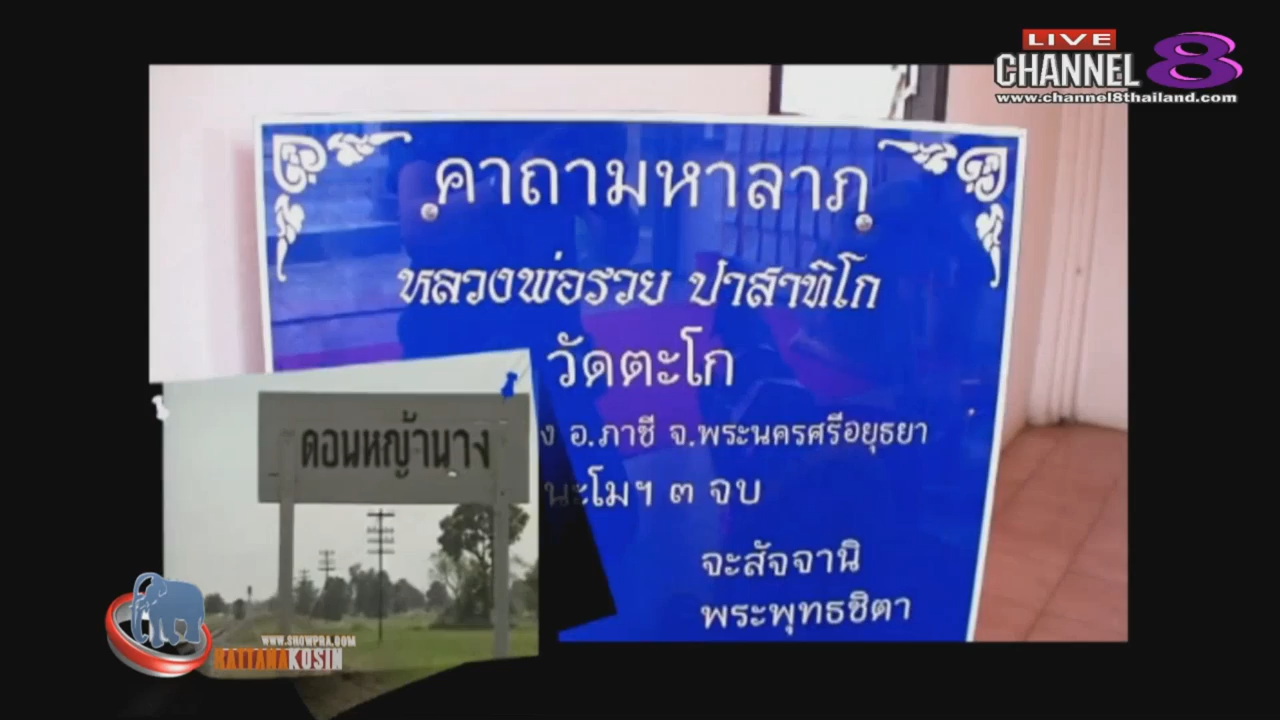 LIVE
CHANNEL 8
www.channel8thailand.com
คาถามหาลาภ
หลวงพ่อรวย ปาสาทิโก
วัดตะโก
อ.ภาชี จ.พระนครศรีอยุธยา
นะโมฯ ๓ จบ
จะสัจจานิ
พระพุทธชิตา
ดอนหญ้านาง
WWW.SHOWPRA.COM
RATTANAKOSIN